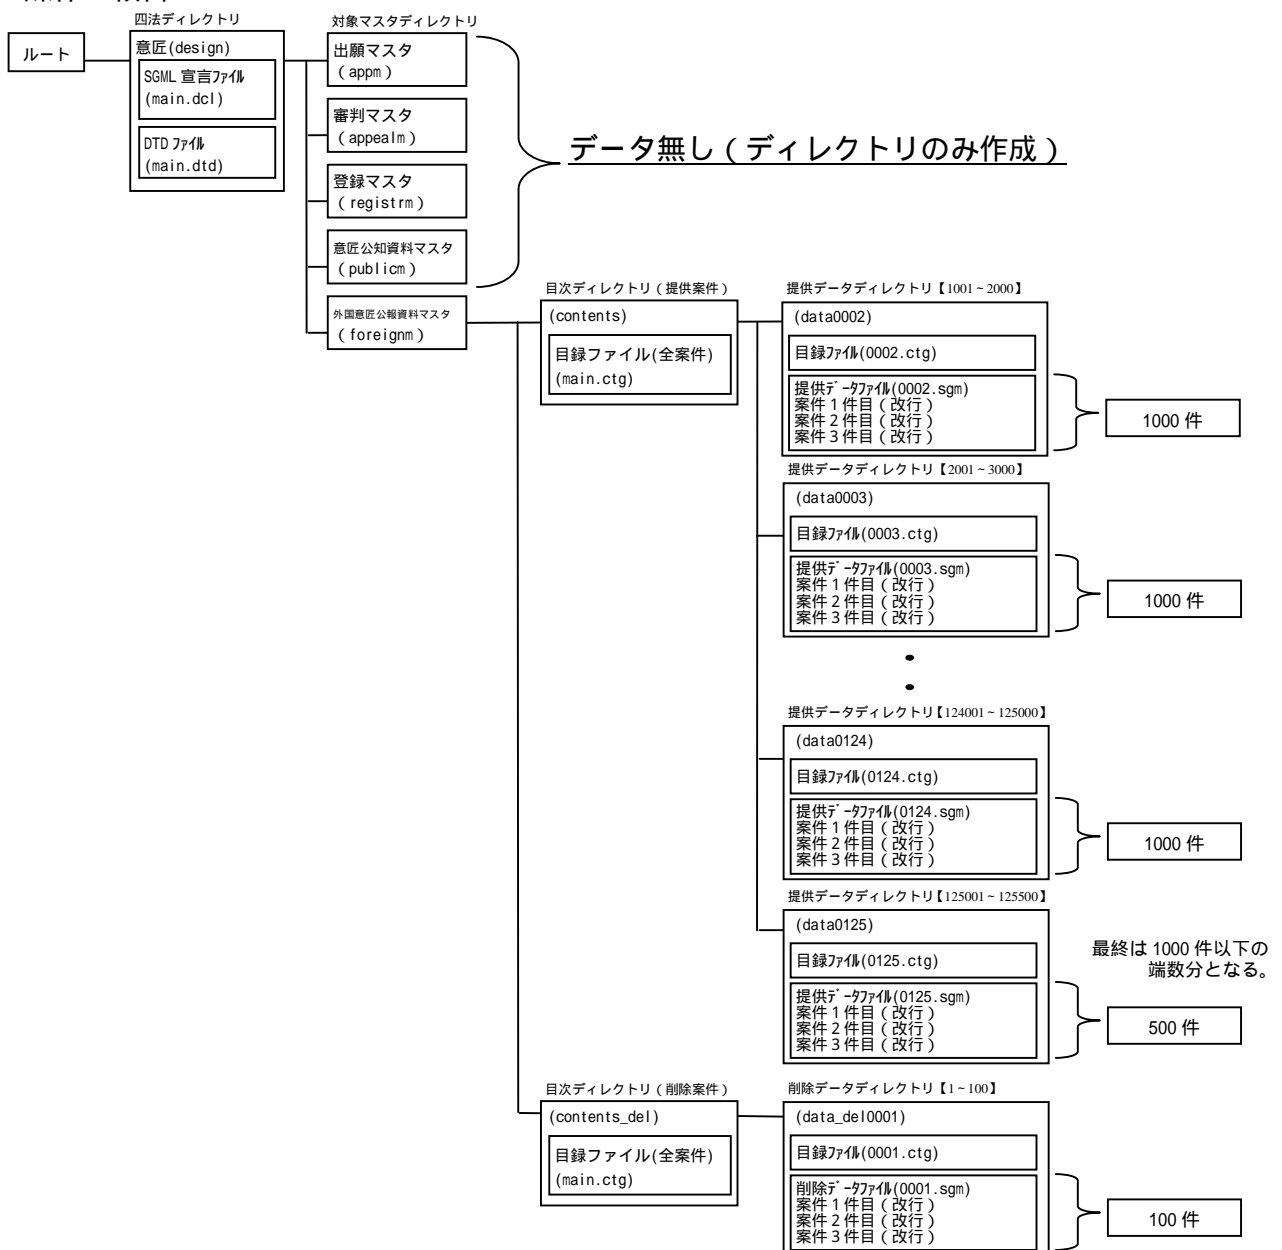 四法ディレクトリ
対象マスタディレクトリ
ルート
意匠(design)
SGML 宣言ファイル
(main.dcl)
DTD ファイル
(main.dtd)
出願マスタ
(appm)
審判マスタ
(appealm)
登録マスタ
(registrm)
意匠公知資料マスタ
(publicm)
外国意匠公報資料マスタ
(foreignm)
データ無し(ディレクトリのみ作成)
目次ディレクトリ(提供案件)
(contents)
目録ファイル(全案件)
(main.ctg)
提供データディレクトリ【1001~2000】
(data0002)
目録ファイル(0002.ctg)
提供データファイル(0002.sgm)
案件1件目(改行)
案件2件目(改行)
案件3件目(改行)
1000 件
提供データディレクトリ【2001~3000】
(data0003)
目録ファイル(0003.ctg)
提供データファイル(0003.sgm)
案件1件目(改行)
案件2件目(改行)
案件3件目(改行)
1000 件
提供データディレクトリ【124001~125000】
(data0124)
目録ファイル(0124.ctg)
提供データファイル(0124.sgm)
案件1件目(改行)
案件2件目(改行)
案件3件目(改行)
1000 件
提供データディレクトリ【125001~125500】
(data0125)
目録ファイル(0125.ctg)
提供データファイル(0125.sgm)
案件1件目(改行)
案件2件目(改行)
案件3件目(改行)
最終は 1000 件以下の
端数分となる。
500 件
目次ディレクトリ(削除案件)
(contents_del)
目録ファイル(全案件)
(main.ctg)
削除データディレクトリ【1~100】
(data_del0001)
目録ファイル(0001.ctg)
削除データファイル(0001.sgm)
案件1件目(改行)
案件2件目(改行)
案件3件目(改行)
100 件